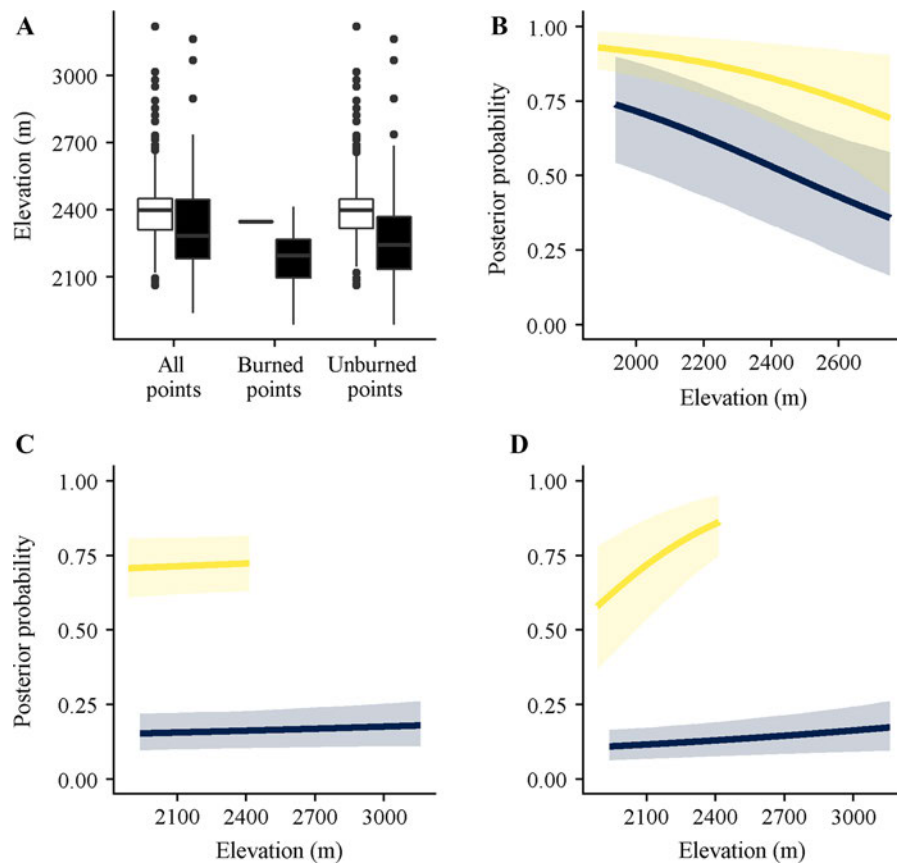 A
Elevation (m)
3000
2700
2400
2100
All points
Burned points
Unburned points
B
Posterior probability
1.00
0.75
0.50
0.25
0.00
2000 2200 2400 2600
Elevation (m)
C
Posterior probability
1.00
0.75
0.50
0.25
0.00
2100 2400 2700 3000
Elevation (m)
D
1.00
0.75
0.50
0.25
0.00
2100 2400 2700 3000
Elevation (m)